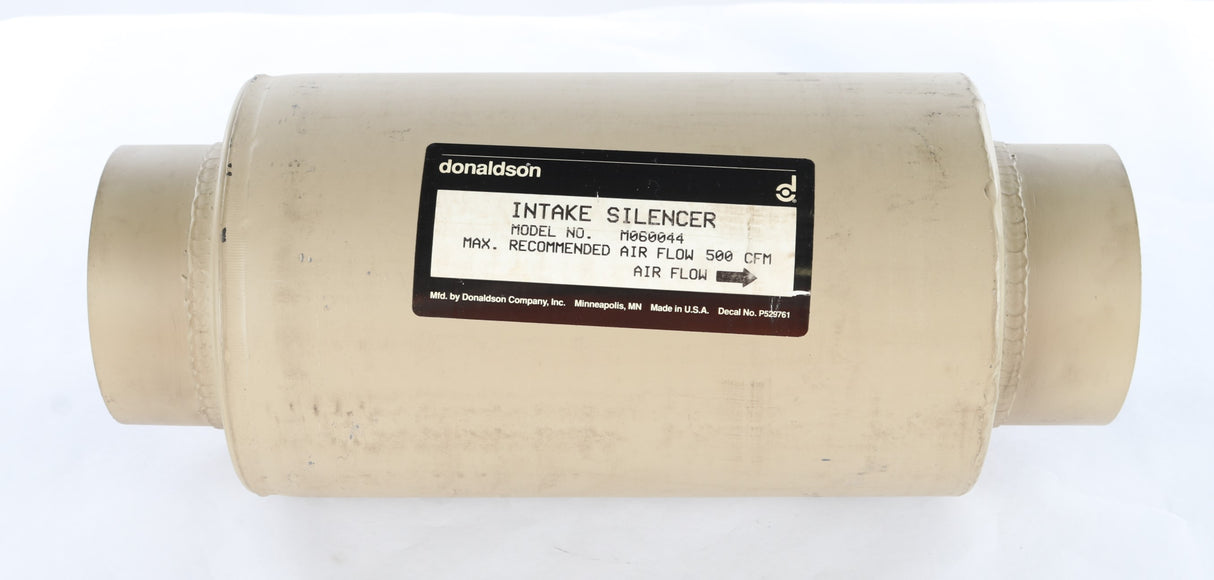 donaldson
d
INTAKE SILENCER
MODEL NO. M060044
MAX. RECOMMENDED AIR FLOW 500 CFM
AIR FLOW
Mfd. by Donaldson Company, Inc. Minneapolis, MN Made in U.S.A. Decal No. P529761